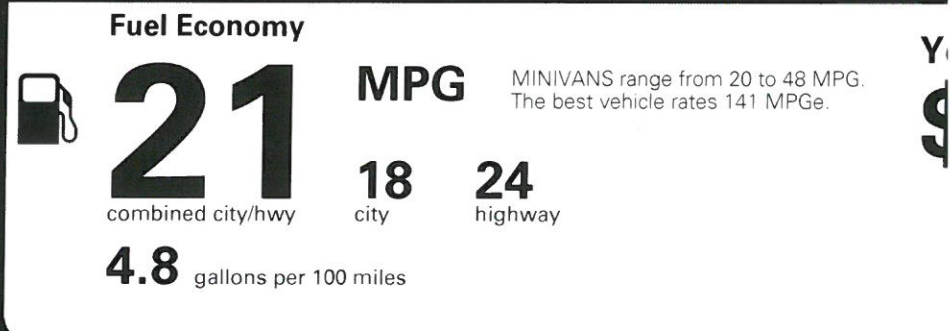 Fuel Economy
21 MPG
MINIVANS range from 20 to 48 MPG.
The best vehicle rates 141 MPGe.
combined city/hwy
18
city
24
highway
4.8 gallons per 100 miles